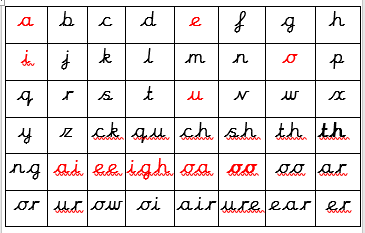 a b c d e f g h
i j k l m n o p
q r s t u v w x
y z ck qu ch sh th th
ng ai ee igh oa oo oo ar
or ur ow oi air ure ear er